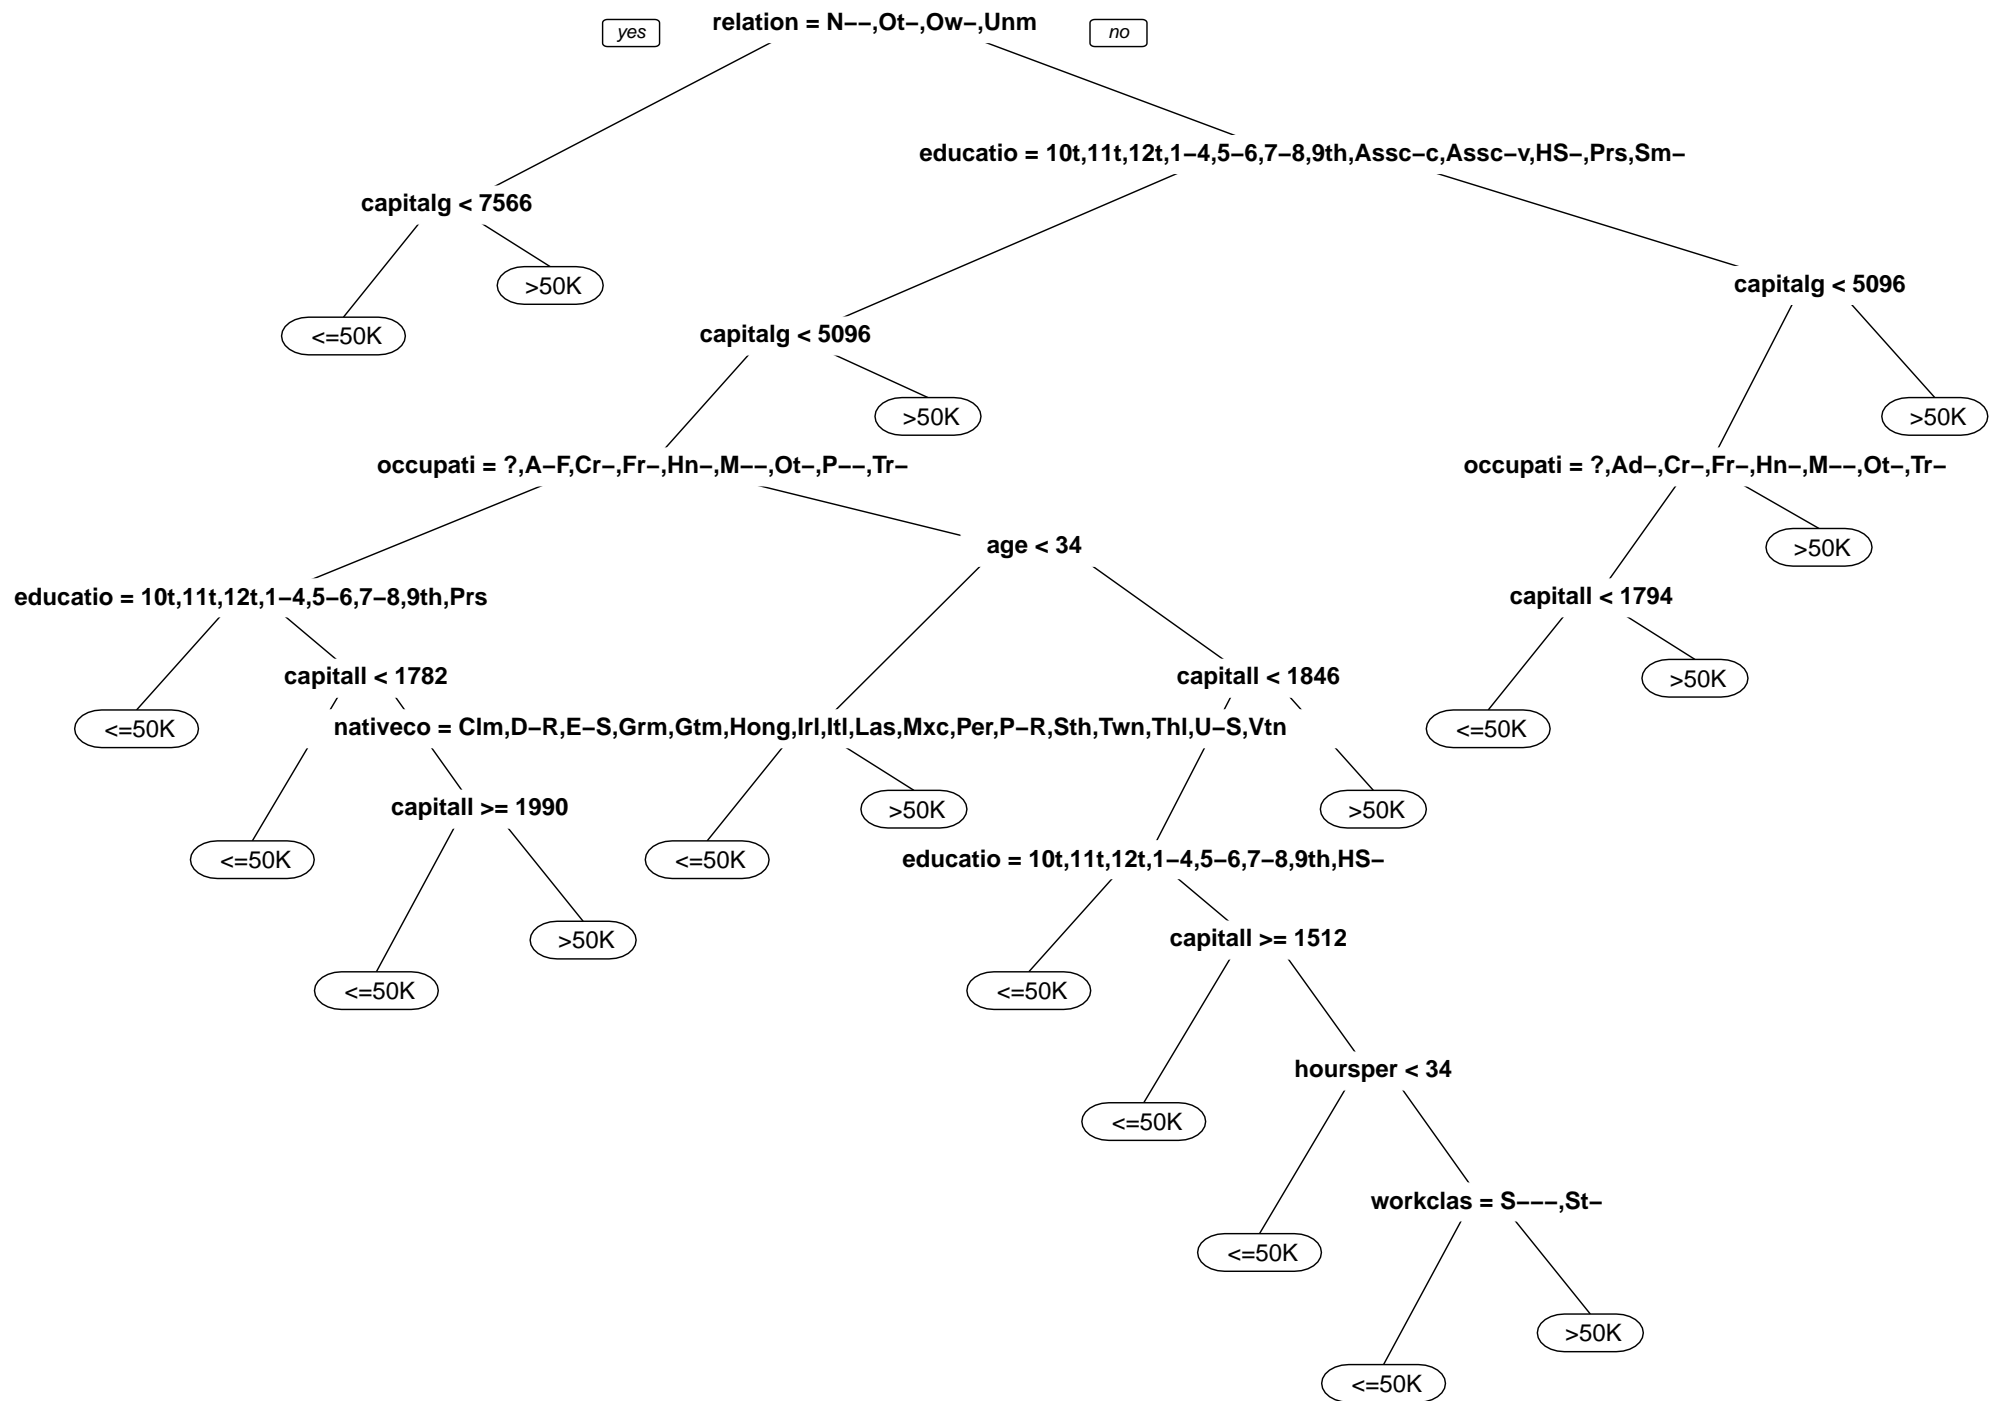 relation = N−−,Ot−,Ow−,Unm
yes
no
educatio = 10t,11t,12t,1−4,5−6,7−8,9th,Assc−c,Assc−v,HS−,Prs,Sm−
capitalg < 7566
>50K
capitalg < 5096
<=50K
capitalg < 5096
>50K
>50K
occupati = ?,A−F,Cr−,Fr−,Hn−,M−−,Ot−,P−−,Tr−
occupati = ?,Ad−,Cr−,Fr−,Hn−,M−−,Ot−,Tr−
age < 34
>50K
educatio = 10t,11t,12t,1−4,5−6,7−8,9th,Prs
capitall < 1794
capitall < 1782
capitall < 1846
>50K
<=50K
nativeco = Clm,D−R,E−S,Grm,Gtm,Hong,Irl,Itl,Las,Mxc,Per,P−R,Sth,Twn,Thl,U−S,Vtn
<=50K
capitall >= 1990
>50K
>50K
<=50K
<=50K
educatio = 10t,11t,12t,1−4,5−6,7−8,9th,HS−
>50K
capitall >= 1512
<=50K
<=50K
hoursper < 34
<=50K
workclas = S−−−,St−
<=50K
>50K
<=50K